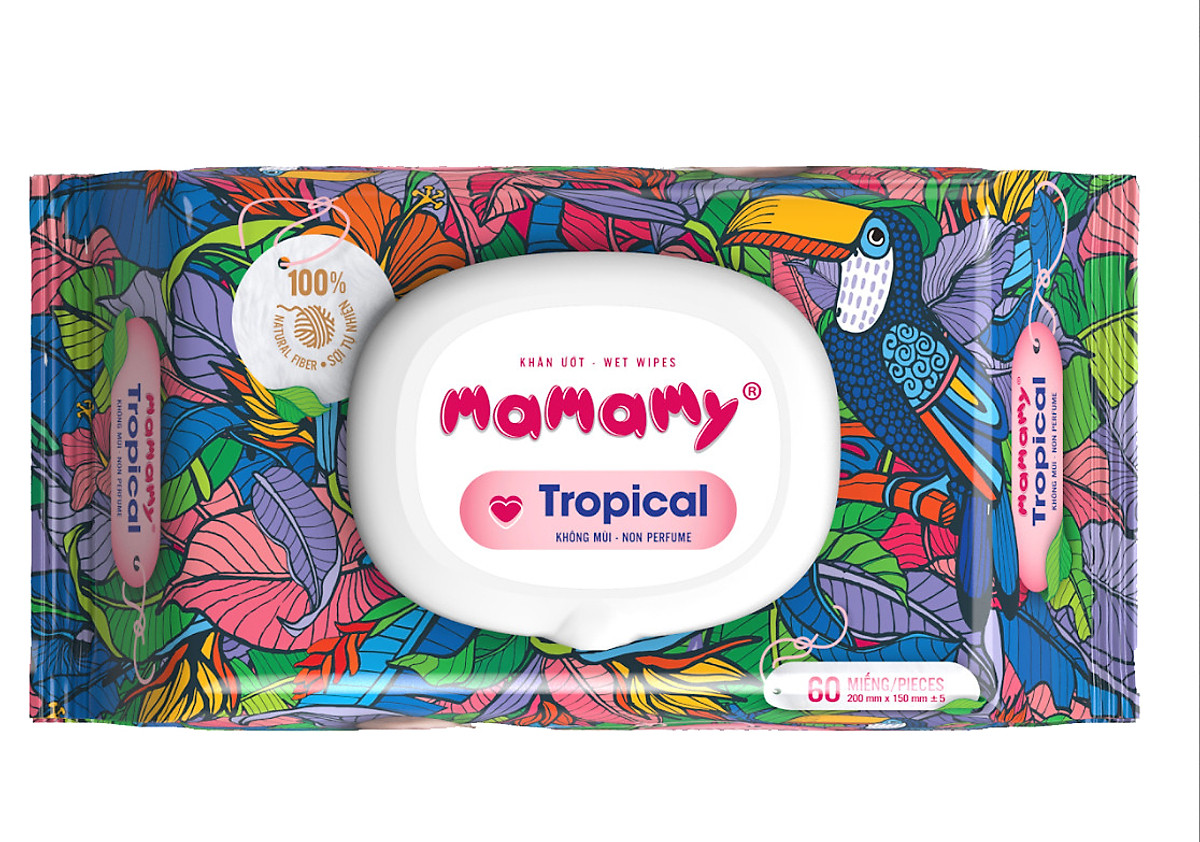 100%
NATURAL FIBER • SỢI TỰ NHIÊN
KHĂN ƯỚT - WET WIPES
MaMaMy®
Tropical
KHÔNG MÙI - NON PERFUME
60 MIẾNG/PIECES
200 mm x 150 mm ± 5
MaMaMy®
Tropical
KHÔNG MÙI - NON PERFUME
MaMaMy®
Tropical
KHÔNG MÙI - NON PERFUME